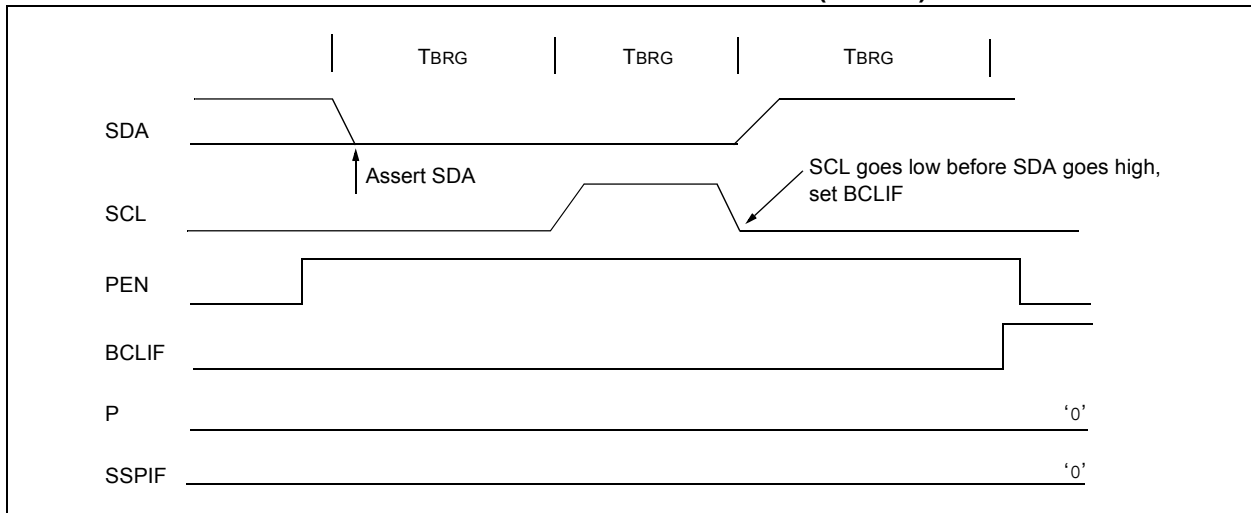 TBRG TBRG TBRG
SDA
Assert SDA
SCL goes low before SDA goes high,
set BCLIF
SCL
PEN
BCLIF
P
‘0’
SSPIF
‘0’